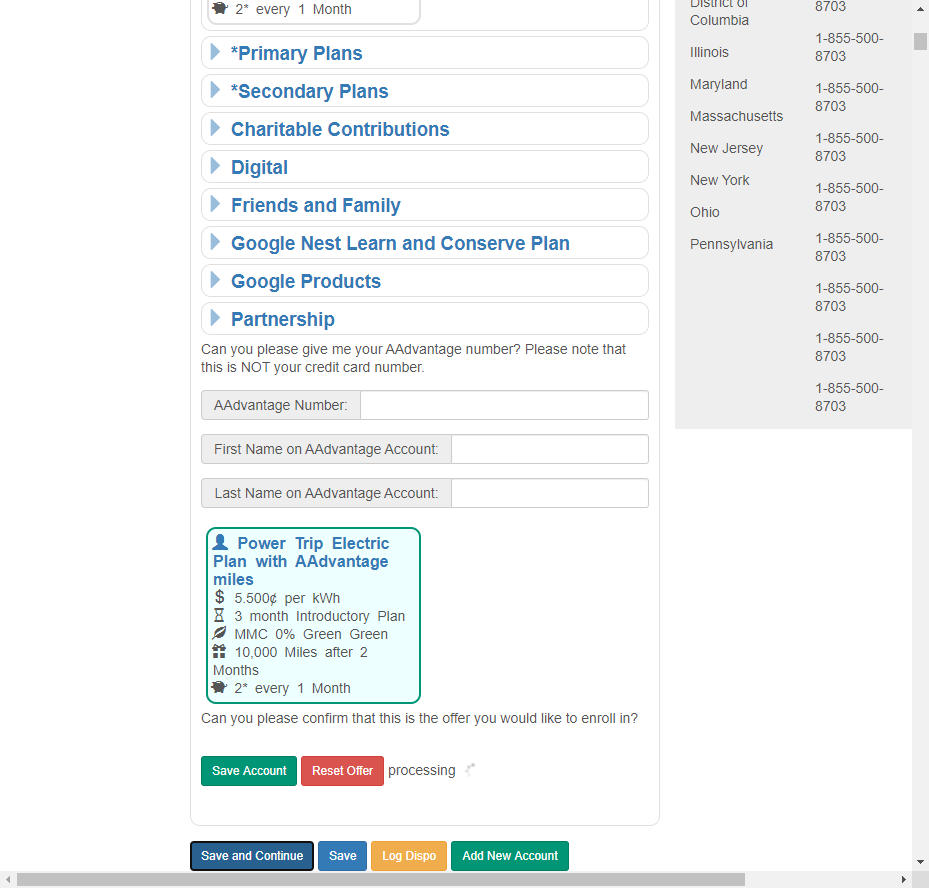 2* every 1 Month
*Primary Plans
*Secondary Plans
Charitable Contributions
Digital
Friends and Family
Google Nest Learn and Conserve Plan
Google Products
Partnership
Can you please give me your AAdvantage number? Please note that
this is NOT your credit card number.
AAdvantage Number:
First Name on AAdvantage Account:
Last Name on AAdvantage Account:
Power Trip Electric
Plan with AAdvantage
miles
$ 5.500¢ per kWh
3 month Introductory Plan
MMC 0% Green Green
10,000 Miles after 2
Months
2* every 1 Month
Can you please confirm that this is the offer you would like to enroll in?
Save Account
Reset Offer
processing
Save and Continue
Save
Log Dispo
Add New Account
District of
Columbia
Illinois
Maryland
Massachusetts
New Jersey
New York
Ohio
Pennsylvania
8703
1-855-500-
8703
1-855-500-
8703
1-855-500-
8703
1-855-500-
8703
1-855-500-
8703
1-855-500-
8703
1-855-500-
8703
1-855-500-
8703